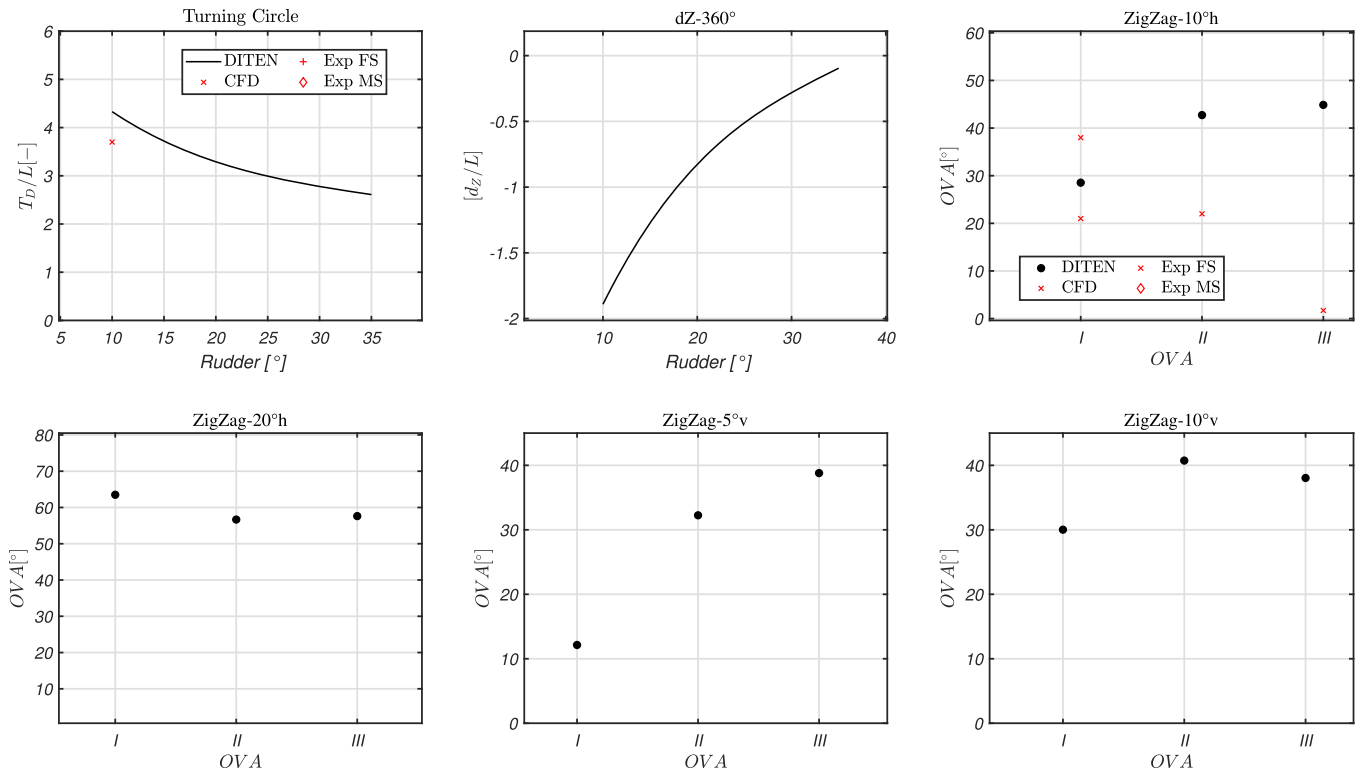 Turning Circle
6
5
4
3
2
1
0
T_D/L[−]
DITEN
CFD
Exp FS
Exp MS
5
10
15
20
25
30
35
Rudder [°]
dZ-360°
0
-0.5
-1
-1.5
-2
[d_Z/L]
10
20
30
40
Rudder [°]
ZigZag-10°h
60
50
40
30
20
10
0
OVA[°]
DITEN
CFD
Exp FS
Exp MS
I
II
III
OVA
ZigZag-20°h
80
70
60
50
40
30
20
10
OVA[°]
I
II
III
OVA
ZigZag-5°v
40
30
20
10
0
OVA[°]
I
II
III
OVA
ZigZag-10°v
40
30
20
10
0
OVA[°]
I
II
III
OVA